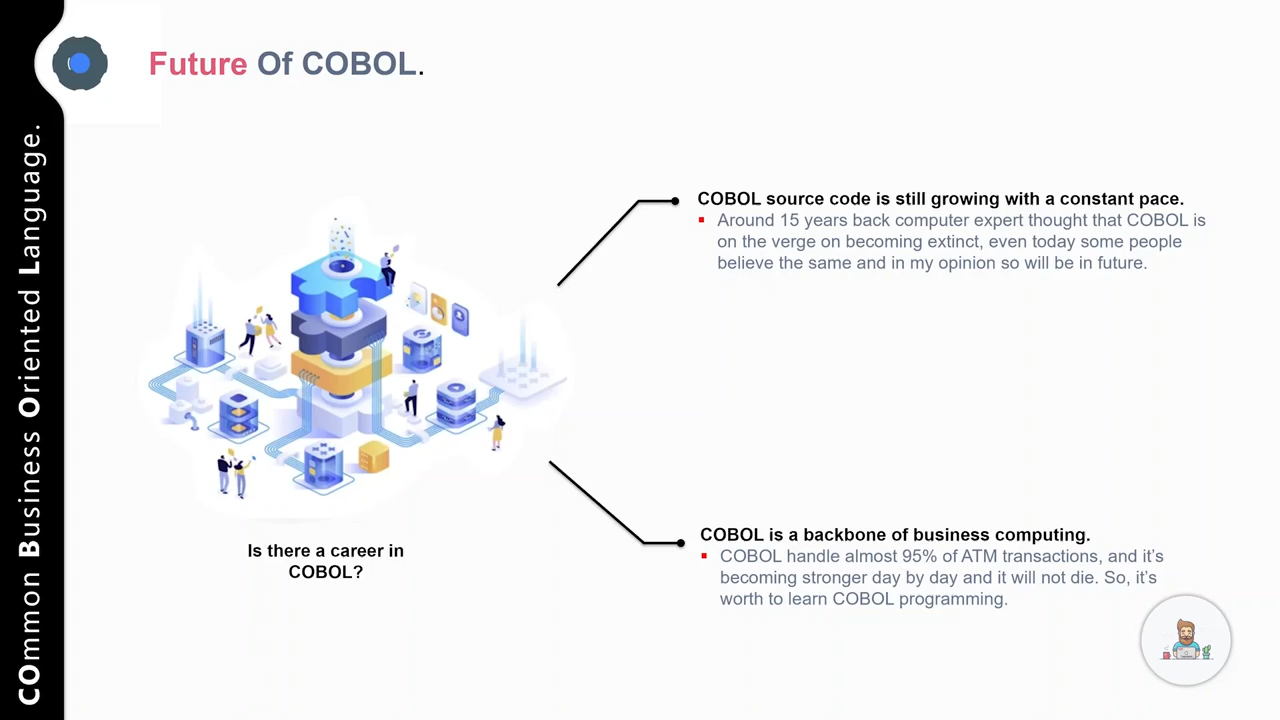 COmmon Business Oriented Language.
Future Of COBOL.
COBOL source code is still growing with a constant pace.
Around 15 years back computer expert thought that COBOL is
on the verge on becoming extinct, even today some people
believe the same and in my opinion so will be in future.
Is there a career in
COBOL?
COBOL is a backbone of business computing.
COBOL handle almost 95% of ATM transactions, and it's
becoming stronger day by day and it will not die. So, it's
worth to learn COBOL programming.